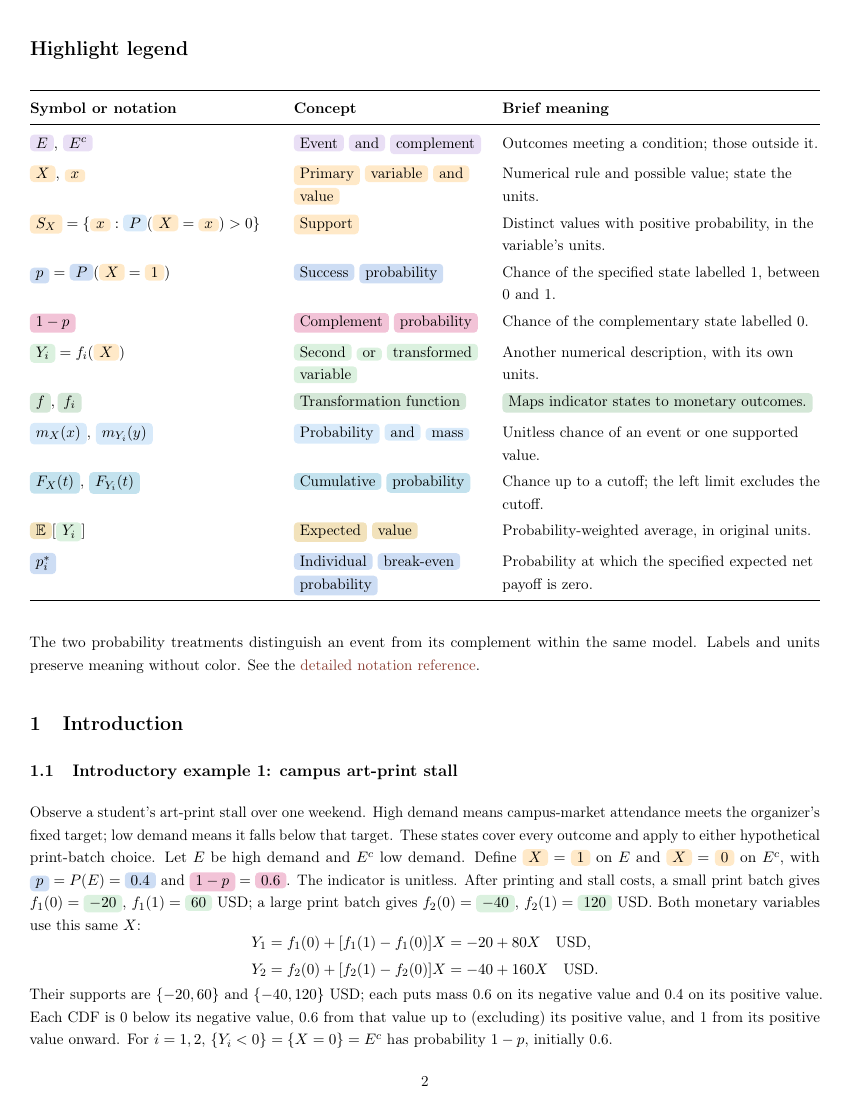 Highlight legend
Symbol or notation Concept Brief meaning
E , Eᶜ Event and complement Outcomes meeting a condition; those outside it.
X , x Primary variable and Numerical rule and possible value; state the
value units.
S_X = { x : P ( X = x ) > 0} Support Distinct values with positive probability, in the
variable's units.
p = P ( X = 1 ) Success probability Chance of the specified state labelled 1, between
0 and 1.
1 − p Complement probability Chance of the complementary state labelled 0.
Y_i = f_i( X ) Second or transformed Another numerical description, with its own
variable units.
f , f_i Transformation function Maps indicator states to monetary outcomes.
m_X(x) , m_{Y_i}(y) Probability and mass Unitless chance of an event or one supported
value.
F_X(t) , F_{Y_i}(t) Cumulative probability Chance up to a cutoff; the left limit excludes the
cutoff.
𝔼 [ Y_i ] Expected value Probability-weighted average, in original units.
p_i^* Individual break-even Probability at which the specified expected net
probability payoff is zero.
The two probability treatments distinguish an event from its complement within the same model. Labels and units
preserve meaning without color. See the detailed notation reference.
1 Introduction
1.1 Introductory example 1: campus art-print stall
Observe a student's art-print stall over one weekend. High demand means campus-market attendance meets the organizer's
fixed target; low demand means it falls below that target. These states cover every outcome and apply to either hypothetical
print-batch choice. Let E be high demand and Eᶜ low demand. Define X = 1 on E and X = 0 on Eᶜ, with
p = P(E) = 0.4 and 1 − p = 0.6 . The indicator is unitless. After printing and stall costs, a small print batch gives
f₁(0) = −20 , f₁(1) = 60 USD; a large print batch gives f₂(0) = −40 , f₂(1) = 120 USD. Both monetary variables
use this same X:
Y₁ = f₁(0) + [f₁(1) − f₁(0)]X = −20 + 80X USD,
Y₂ = f₂(0) + [f₂(1) − f₂(0)]X = −40 + 160X USD.
Their supports are {−20, 60} and {−40, 120} USD; each puts mass 0.6 on its negative value and 0.4 on its positive value.
Each CDF is 0 below its negative value, 0.6 from that value up to (excluding) its positive value, and 1 from its positive
value onward. For i = 1, 2, {Y_i < 0} = {X = 0} = Eᶜ has probability 1 − p, initially 0.6.
2